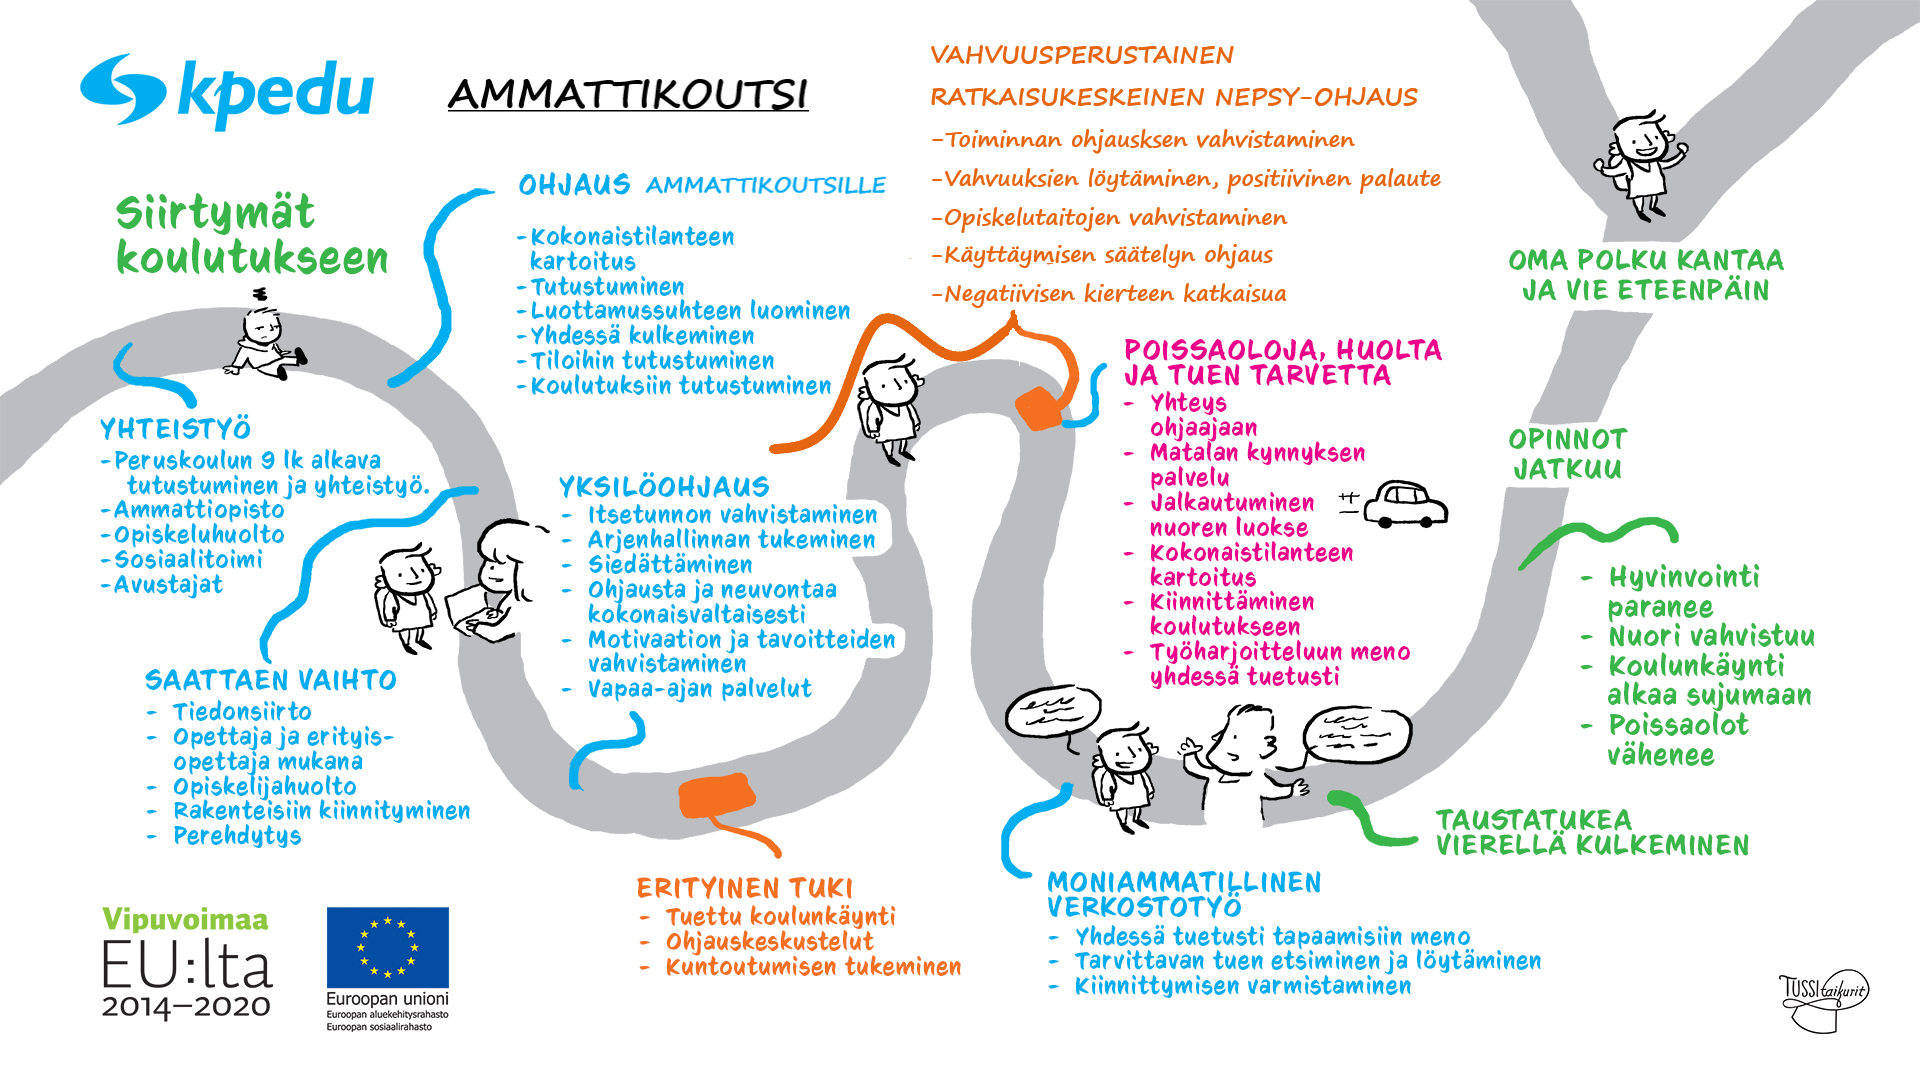 kpedu
AMMATTIKOUTSI
Siirtymät
koulutukseen
YHTEISTYÖ
-Peruskoulun 9 lk alkava
tutustuminen ja yhteistyö.
-Ammattiopisto
-Opiskeluhuolto
-Sosiaalitoimi
-Avustajat
OHJAUS AMMATTIKOUTSILLE
-Kokonaistilanteen
kartoitus
-Tutustuminen
-Luottamussuhteen luominen
-Yhdessä kulkeminen
-Tiloihin tutustuminen
-Koulutuksiin tutustuminen
SAATTAEN VAIHTO
- Tiedonsiirto
- Opettaja ja erityis-
opettaja mukana
- Opiskelijahuolto
- Rakenteisiin kiinnityminen
- Perehdytys
YKSILÖOHJAUS
- Itsetunnon vahvistaminen
- Arjenhallinnan tukeminen
- Siedättäminen
- Ohjausta ja neuvontaa
kokonaisvaltaisesti
- Motivaation ja tavoitteiden
vahvistaminen
- Vapaa-ajan palvelut
ERITYINEN TUKI
- Tuettu koulunkäynti
- Ohjauskeskustelut
- Kuntoutumisen tukeminen
VAHVUUSPERUSTAINEN
RATKAISUKESKEINEN NEPSY-OHJAUS
-Toiminnan ohjausksen vahvistaminen
-Vahvuuksien löytäminen, positiivinen palaute
-Opiskelutaitojen vahvistaminen
-Käyttäymisen säätelyn ohjaus
-Negatiivisen kierteen katkaisua
POISSAOLOJA, HUOLTA
JA TUEN TARVETTA
- Yhteys
ohjaajaan
- Matalan kynnyksen
palvelu
- Jalkautuminen
nuoren luokse
- Kokonaistilanteen
kartoitus
- Kiinnittäminen
koulutukseen
- Työharjoitteluun meno
yhdessä tuetusti
MONIAMMATILLINEN
VERKOSTOTYÖ
- Yhdessä tuetusti tapaamisiin meno
- Tarvittavan tuen etsiminen ja löytäminen
- Kiinnittymisen varmistaminen
TAUSTATUKEA
VIERELLÄ KULKEMINEN
- Hyvinvointi
paranee
- Nuori vahvistuu
- Koulunkäynti
alkaa sujumaan
- Poissaolot
vähenee
OPINNOT
JATKUU
OMA POLKU KANTAA
JA VIE ETEENPÄIN
Vipuvoimaa
EU:lta
2014–2020
Euroopan unioni
Euroopan aluekehitysrahasto
Euroopan sosiaalirahasto
TUSSItaikurit